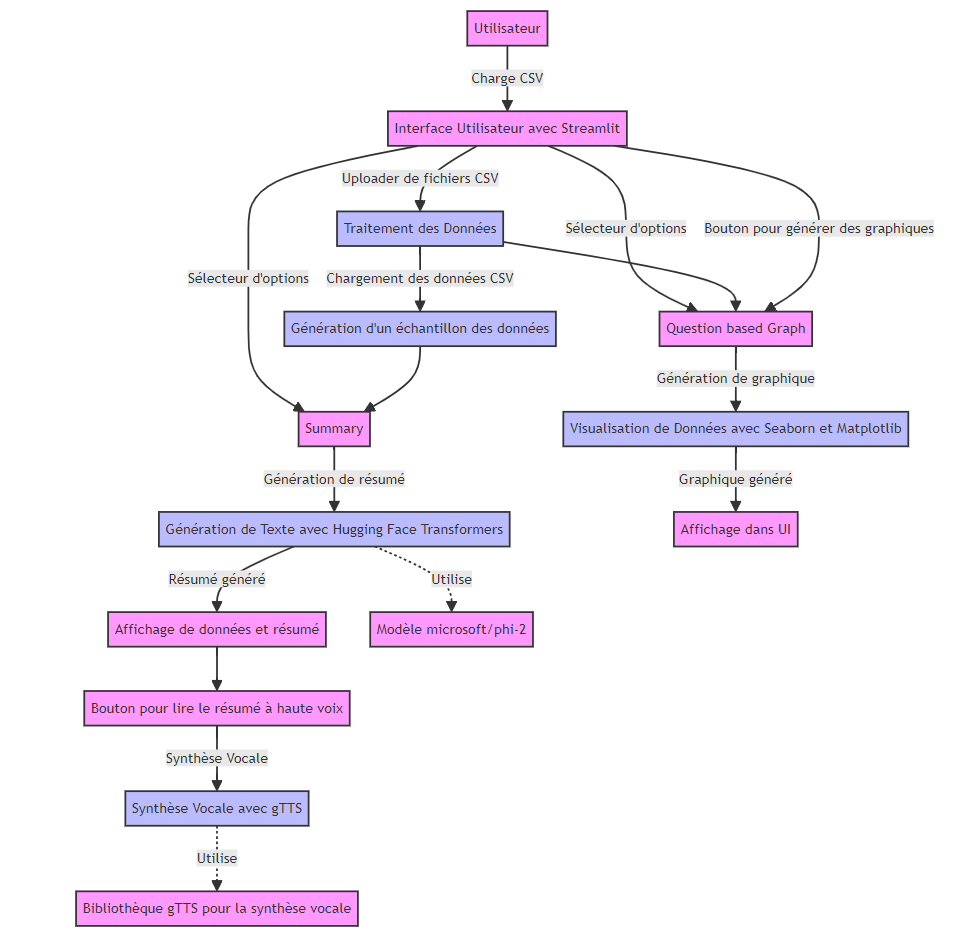 Utilisateur
Charge CSV
Interface Utilisateur avec Streamlit
Uploader de fichiers CSV
Traitement des Données
Sélecteur d'options
Bouton pour générer des graphiques
Sélecteur d'options
Chargement des données CSV
Génération d'un échantillon des données
Question based Graph
Génération de graphique
Summary
Visualisation de Données avec Seaborn et Matplotlib
Génération de résumé
Graphique généré
Génération de Texte avec Hugging Face Transformers
Affichage dans UI
Résumé généré
Utilise
Affichage de données et résumé
Modèle microsoft/phi-2
Bouton pour lire le résumé à haute voix
Synthèse Vocale
Synthèse Vocale avec gTTS
Utilise
Bibliothèque gTTS pour la synthèse vocale